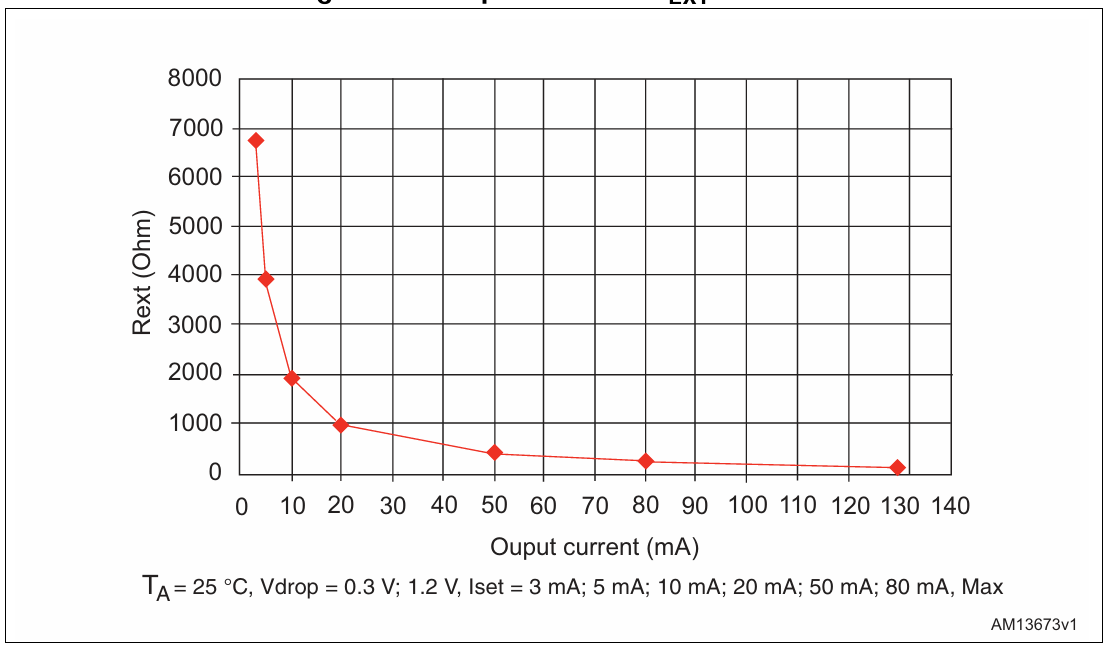 EXT
8000
7000
6000
5000
4000
3000
2000
1000
0
Rext (Ohm)
0 10 20 30 40 50 60 70 80 90 100 110 120 130 140
Ouput current (mA)
TA = 25 °C, Vdrop = 0.3 V; 1.2 V, Iset = 3 mA; 5 mA; 10 mA; 20 mA; 50 mA; 80 mA, Max
AM13673v1